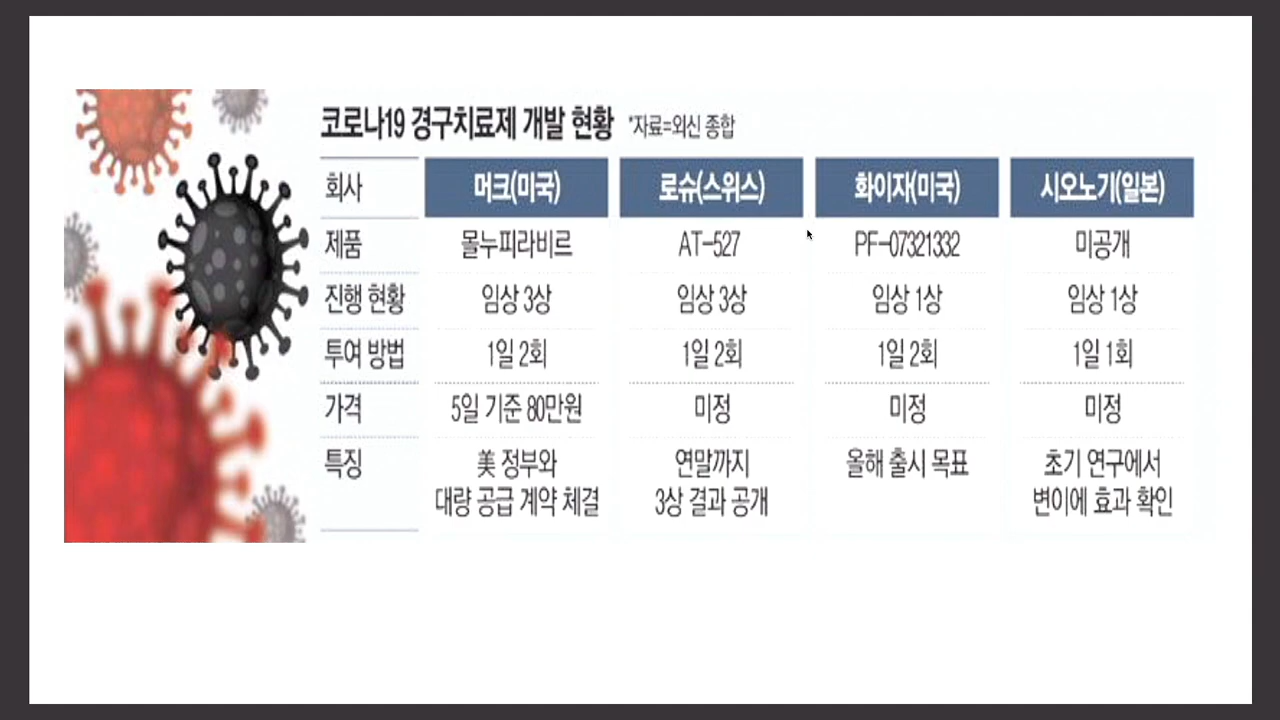 코로나19 경구치료제 개발 현황 *자료=외신 종합
회사 머크(미국) 로슈(스위스) 화이자(미국) 시오노기(일본)
제품 몰누피라비르 AT-527 PF-07321332 미공개
진행 현황 임상 3상 임상 3상 임상 1상 임상 1상
투여 방법 1일 2회 1일 2회 1일 2회 1일 1회
가격 5일 기준 80만원 미정 미정 미정
특징 美 정부와 연말까지 올해 출시 목표 초기 연구에서
대량 공급 계약 체결 3상 결과 공개 변이에 효과 확인